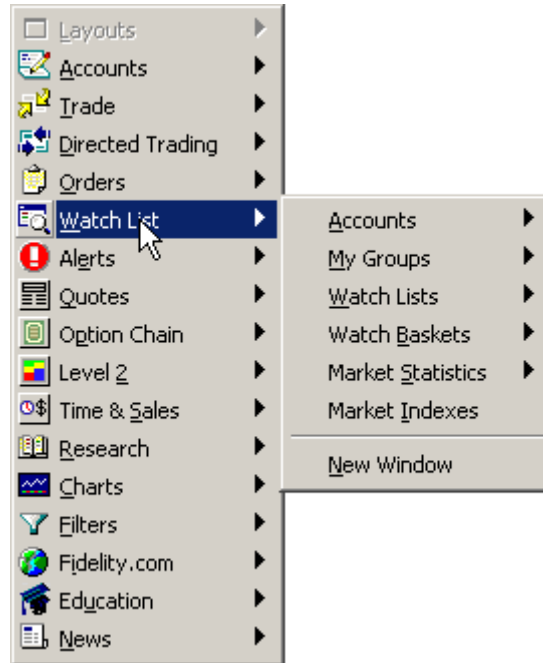 Layouts
Accounts
Trade
Directed Trading
Orders
Watch List
Alerts
Quotes
Option Chain
Level 2
Time & Sales
Research
Charts
Filters
Fidelity.com
Education
News
Accounts
My Groups
Watch Lists
Watch Baskets
Market Statistics
Market Indexes
New Window